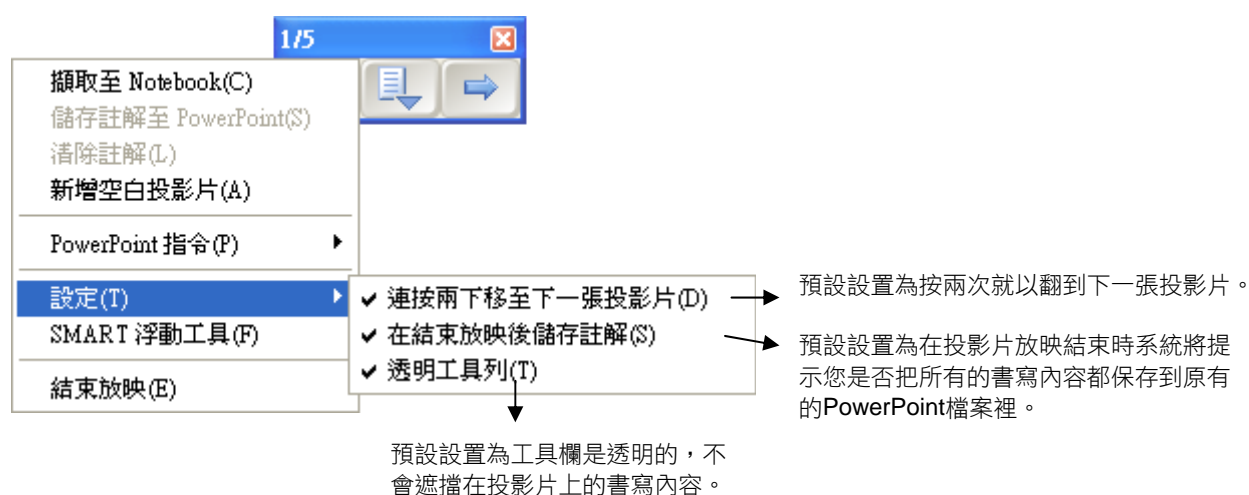 1/5
擷取至 Notebook(C)
儲存註解至 PowerPoint(S)
清除註解(L)
新增空白投影片(A)
PowerPoint 指令(P)
設定(T)
SMART 浮動工具(F)
結束放映(E)
連按兩下移至下一張投影片(D)
在結束放映後儲存註解(S)
透明工具列(T)
預設設置為按兩次就以翻到下一張投影片。
預設設置為在投影片放映結束時系統將提
示您是否把所有的書寫內容都保存到原有
的PowerPoint檔案裡。
預設設置為工具欄是透明的，不
會遮擋在投影片上的書寫內容。